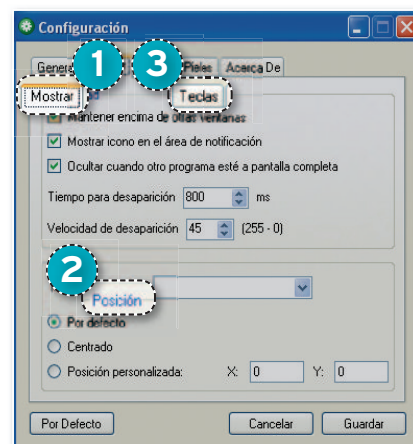 Configuración
1 3
Genera Pieles Acerca De
Mostrar Teclas
Mantener encima de otras ventanas
Mostrar icono en el área de notificación
Ocultar cuando otro programa esté a pantalla completa
Tiempo para desaparición 800 ms
Velocidad de desaparición 45 (255 - 0)
2
Posición
Por defecto
Centrado
Posición personalizada: X: 0 Y: 0
Por Defecto Cancelar Guardar